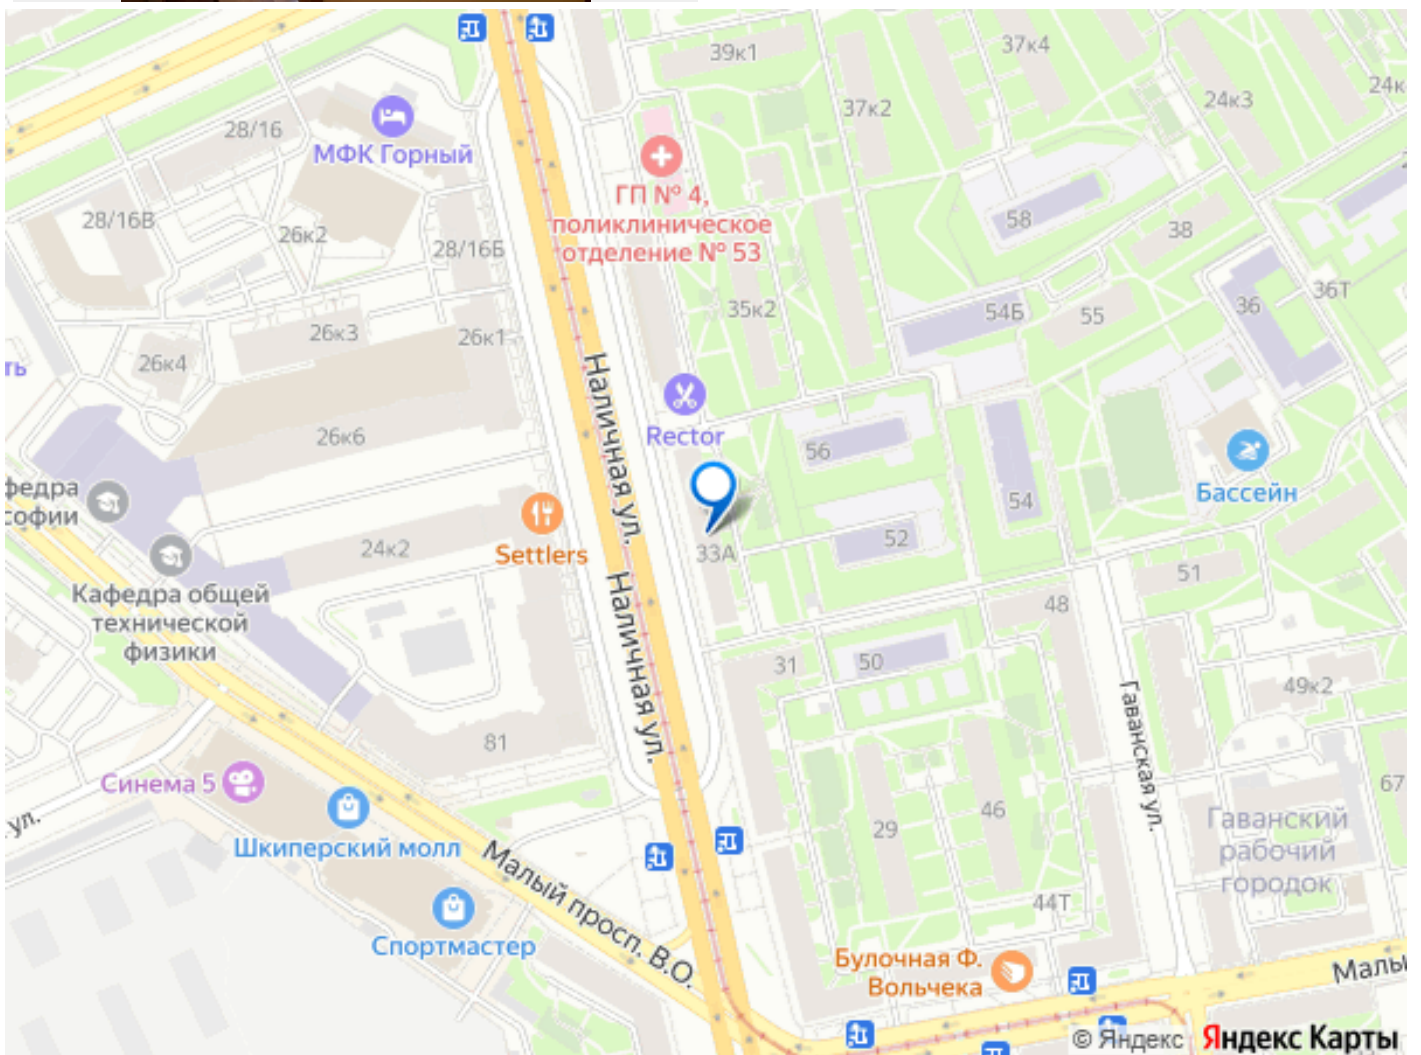 39к1
37к4
24к
24к3
37к2
28/16
МФК Горный
ГП № 4,
поликлиническое
отделение № 53
58
38
28/16В
26к2
28/16Б
36Т
36
35к2
54Б
55
26к3
26к1
26к4
ть
Наличная ул.
Rector
26к6
56
Бассейн
федра
софии
54
24к2
Settlers
33А
52
51
Кафедра общей
технической
физики
Наличная ул.
48
31
50
49к2
Гаванская ул.
81
Синема 5
67
ул.
Шкиперский молл
Малый просп. В.О.
29
46
Гаванский
рабочий
городок
44Т
Спортмастер
Булочная Ф.
Вольчека
Малы
© Яндекс Яндекс Карты